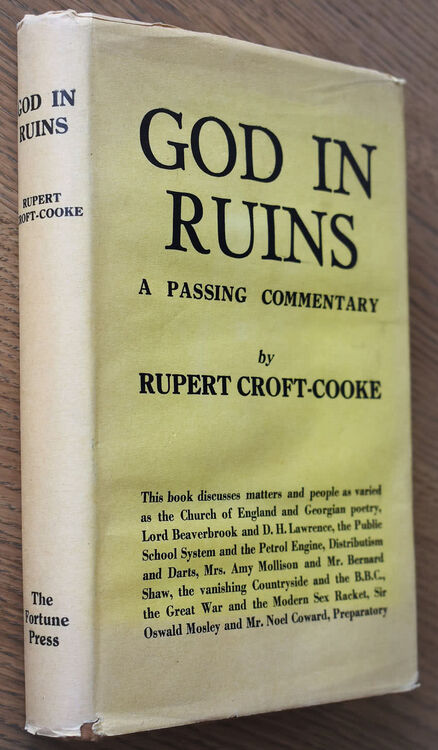 GOD IN
RUINS
RUPERT
CROFT-COOKE
The
Fortune
Press
GOD IN
RUINS
A PASSING COMMENTARY
by
RUPERT CROFT-COOKE
This book discusses matters and people as varied
as the Church of England and Georgian poetry,
Lord Beaverbrook and D. H. Lawrence, the Public
School System and the Petrol Engine, Distributism
and Darts, Mrs. Amy Mollison and Mr. Bernard
Shaw, the vanishing Countryside and the B.B.C.,
the Great War and the Modern Sex Racket, Sir
Oswald Mosley and Mr. Noel Coward, Preparatory